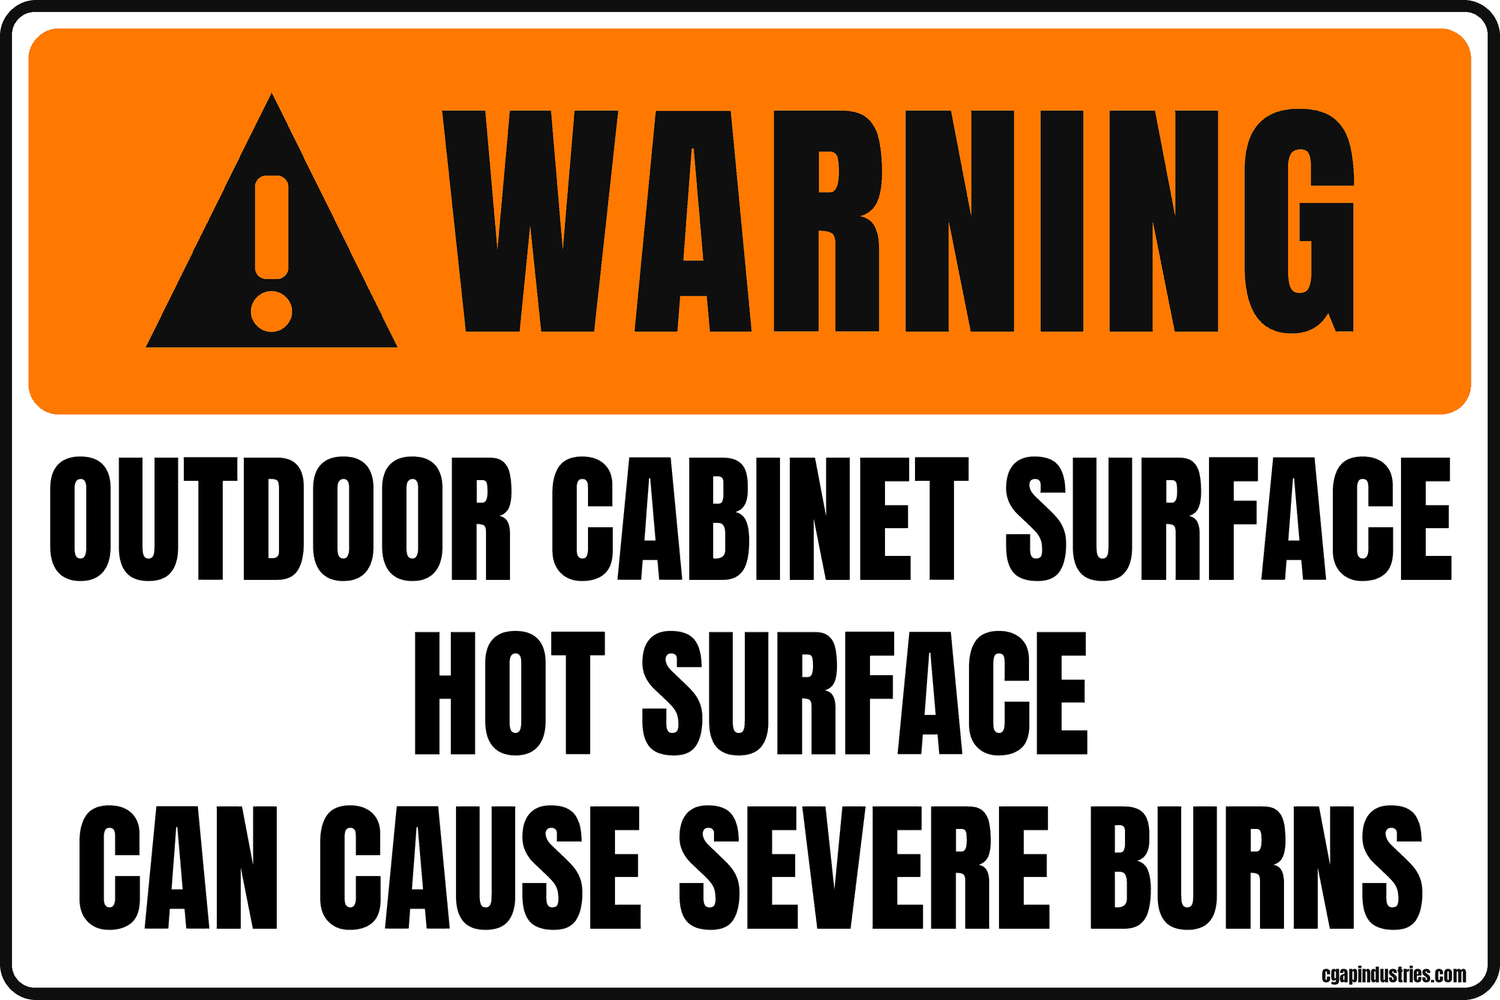 WARNING
OUTDOOR CABINET SURFACE
HOT SURFACE
CAN CAUSE SEVERE BURNS
cgapindustries.com